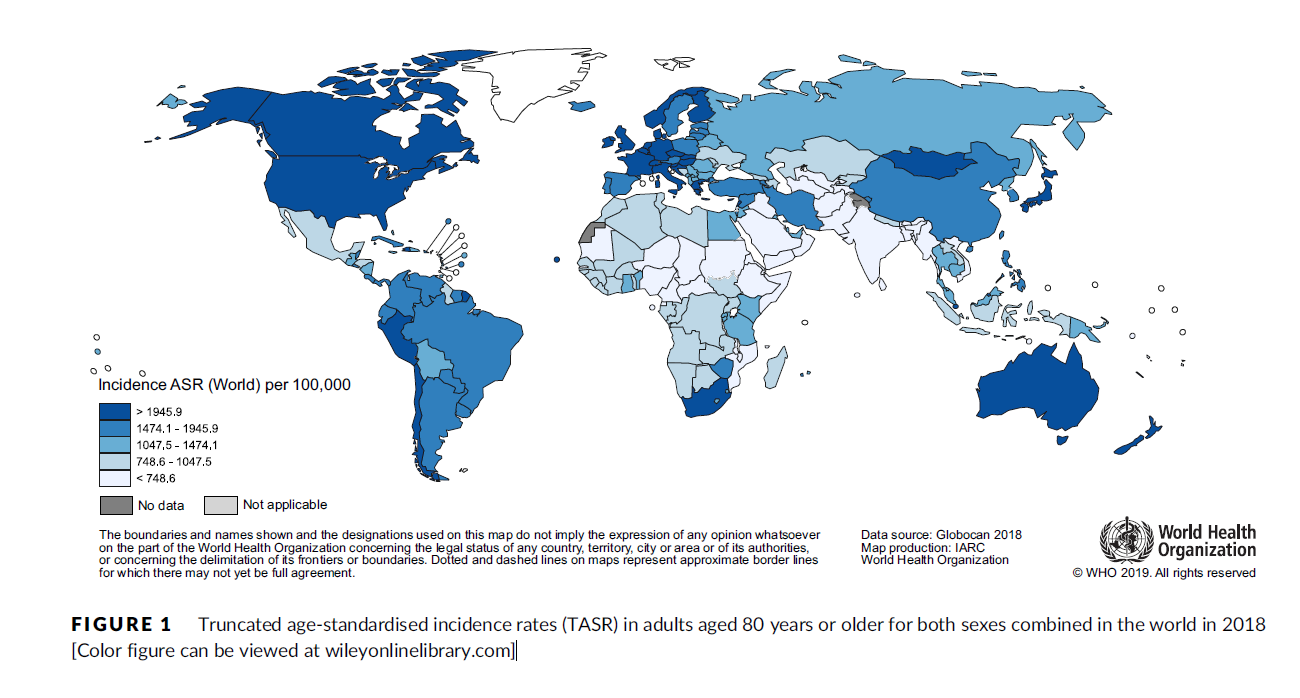 Incidence ASR (World) per 100,000
> 1945.9
1474.1 - 1945.9
1047.5 - 1474.1
748.6 - 1047.5
< 748.6
No data
Not applicable
The boundaries and names shown and the designations used on this map do not imply the expression of any opinion whatsoever
on the part of the World Health Organization concerning the legal status of any country, territory, city or area or of its authorities,
or concerning the delimitation of its frontiers or boundaries. Dotted and dashed lines on maps represent approximate border lines
for which there may not yet be full agreement.
Data source: Globocan 2018
Map production: IARC
World Health Organization
World Health
Organization
© WHO 2019. All rights reserved
FIGURE 1 Truncated age-standardised incidence rates (TASR) in adults aged 80 years or older for both sexes combined in the world in 2018
[Color figure can be viewed at wileyonlinelibrary.com]